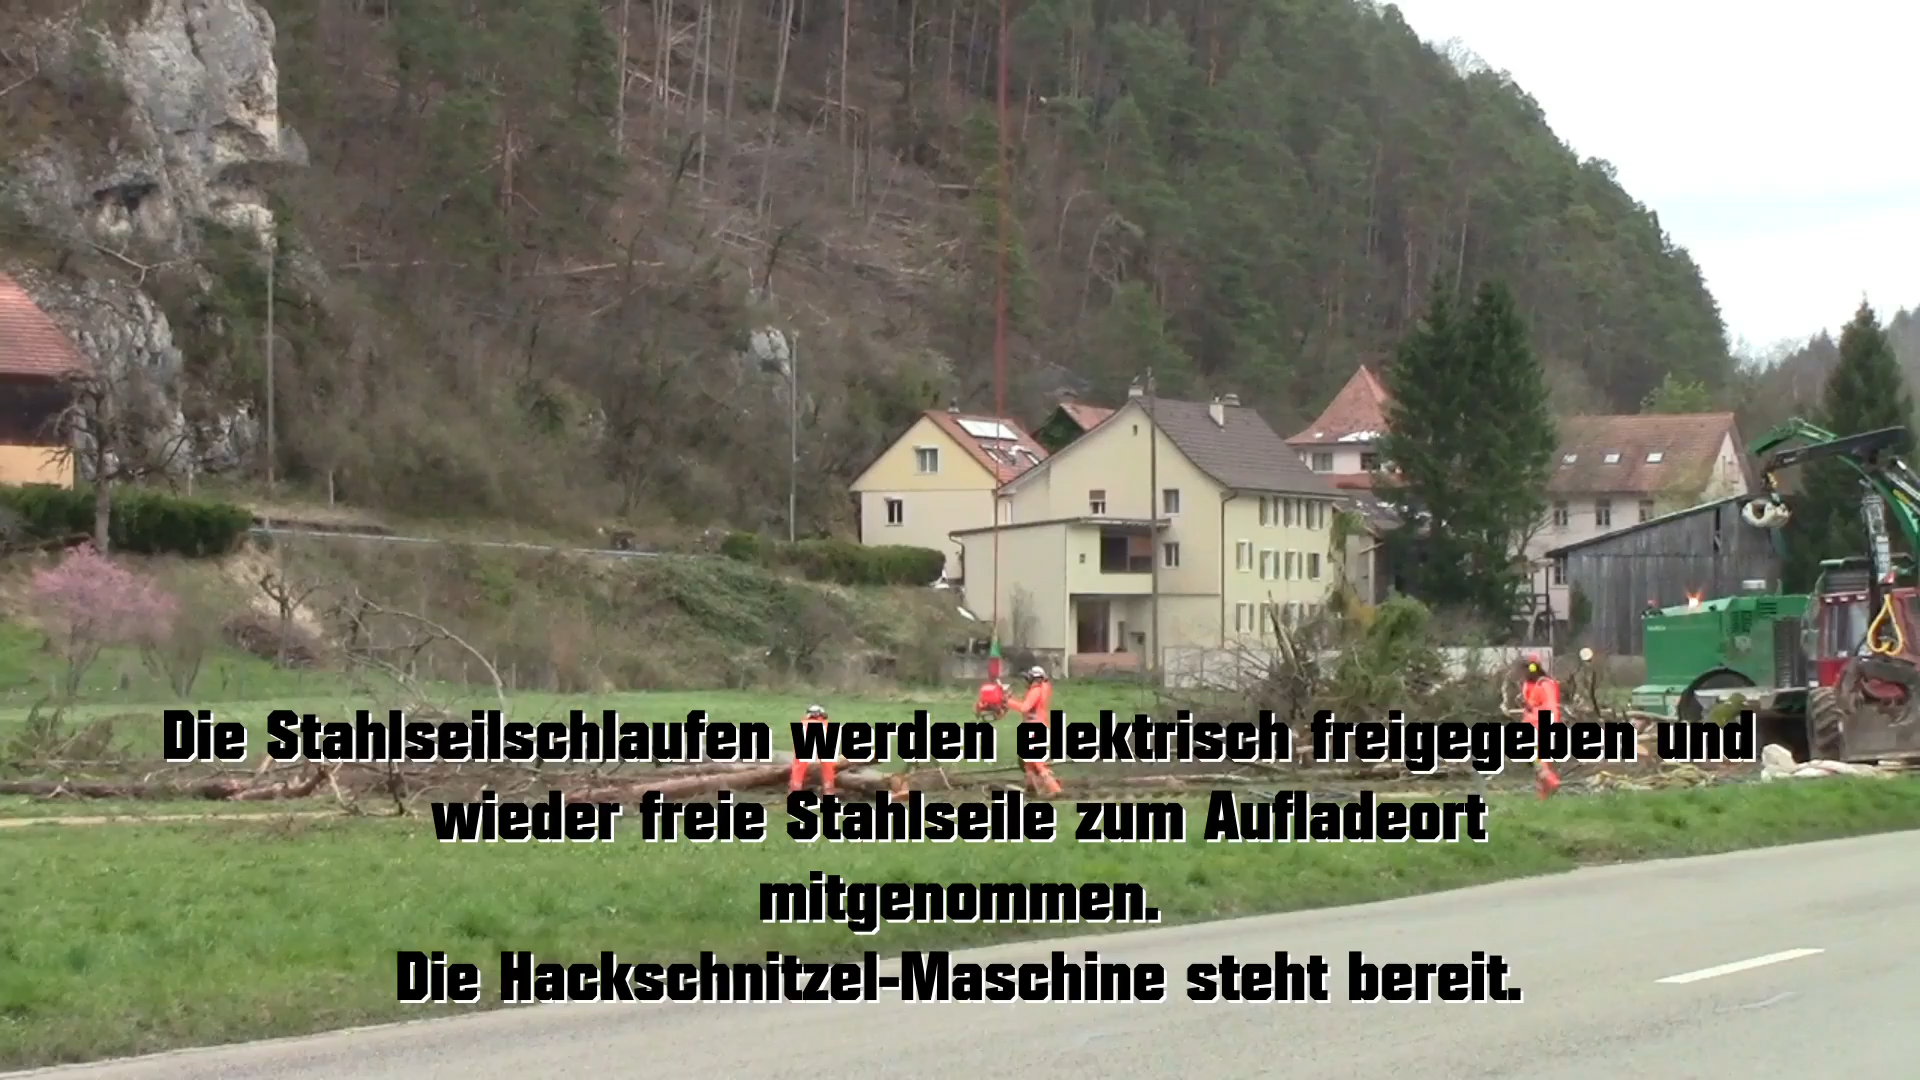 Die Stahlseilschlaufen werden elektrisch freigegeben und
wieder freie Stahlseile zum Aufladeort
mitgenommen.
Die Hackschnitzel-Maschine steht bereit.